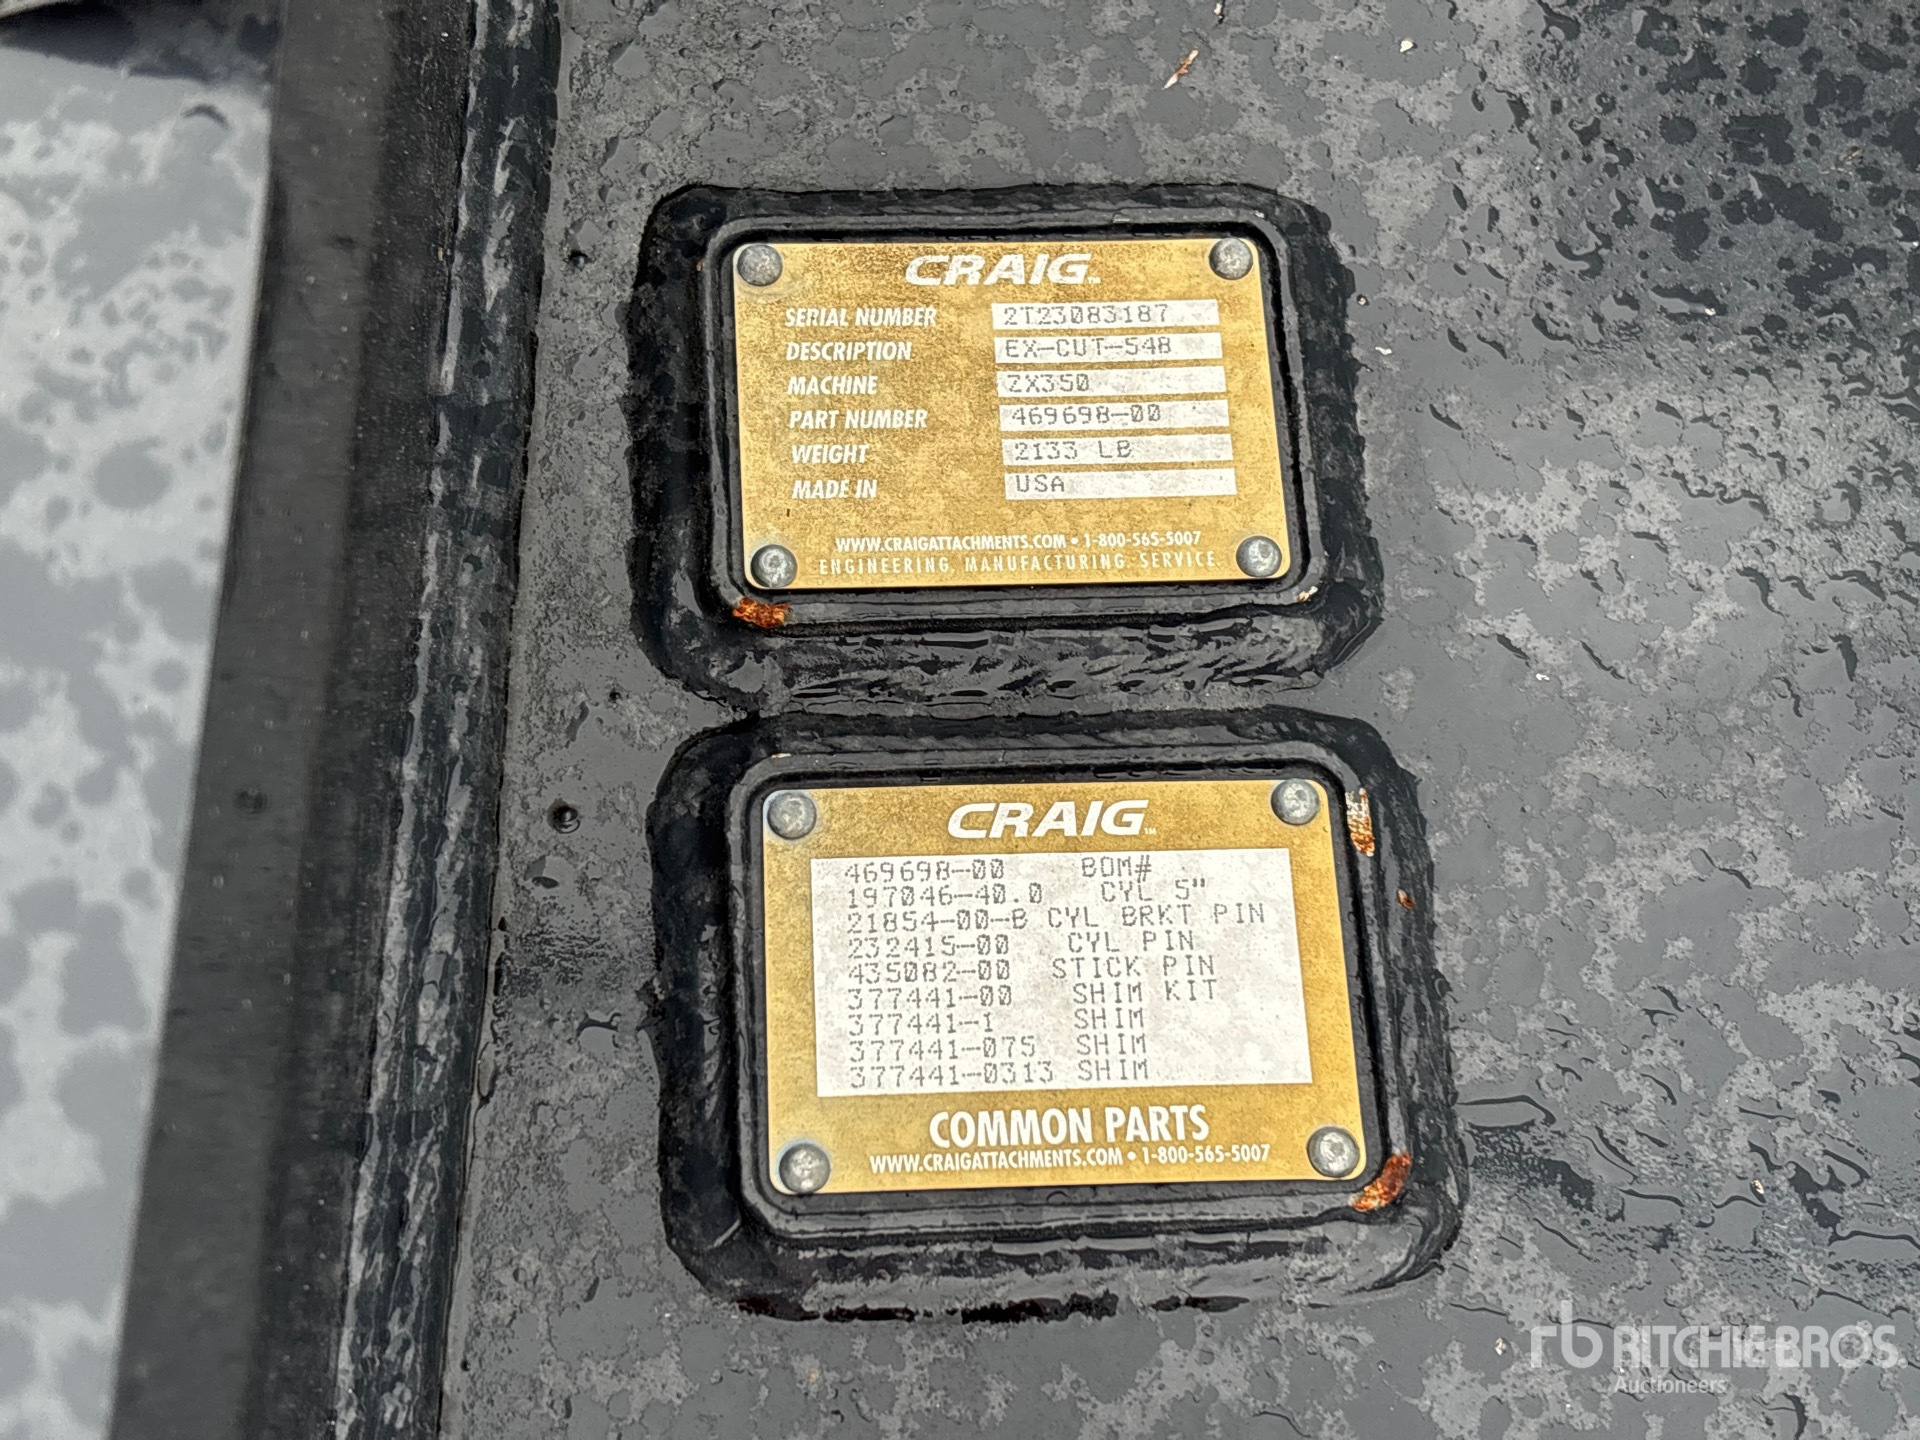 CRAIG™
SERIAL NUMBER 2T23083187
DESCRIPTION EX-CUT-548
MACHINE ZX350
PART NUMBER 469698-00
WEIGHT 2133 LB
MADE IN USA
WWW.CRAIGATTACHMENTS.COM • 1-800-565-5007
ENGINEERING. MANUFACTURING. SERVICE.
CRAIG™
469698-00 BOM#
197046-40.0 CYL 5"
21854-00-B CYL BRKT PIN
232415-00 CYL PIN
435082-00 STICK PIN
377441-00 SHIM KIT
377441-1 SHIM
377441-075 SHIM
377441-0313 SHIM
COMMON PARTS
WWW.CRAIGATTACHMENTS.COM • 1-800-565-5007
rb RITCHIE BROS.
Auctioneers